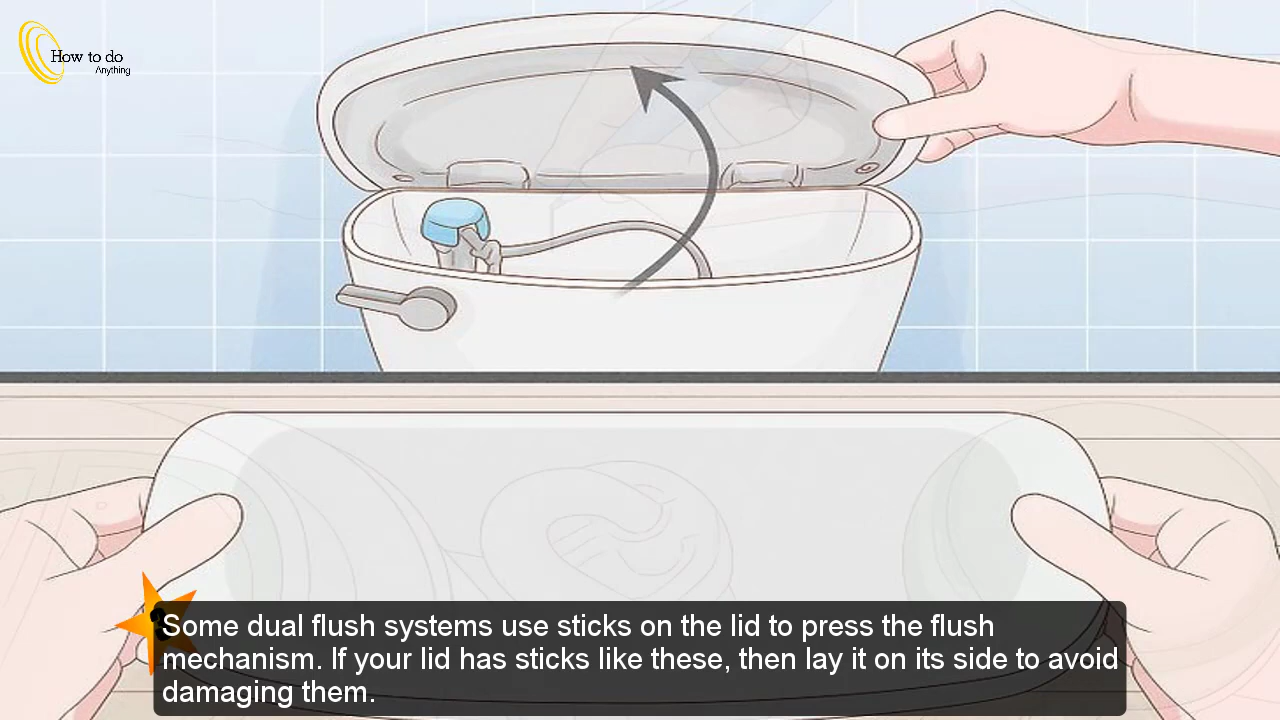 How to do
Anything
Some dual flush systems use sticks on the lid to press the flush
mechanism. If your lid has sticks like these, then lay it on its side to avoid
damaging them.